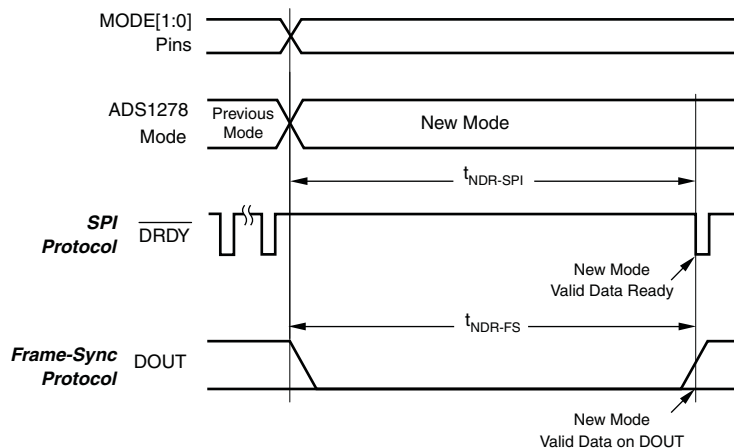 MODE[1:0]
Pins
ADS1278
Mode
Previous
Mode
New Mode
tNDR-SPI
SPI
Protocol
DRDY
New Mode
Valid Data Ready
tNDR-FS
Frame-Sync
Protocol
DOUT
New Mode
Valid Data on DOUT